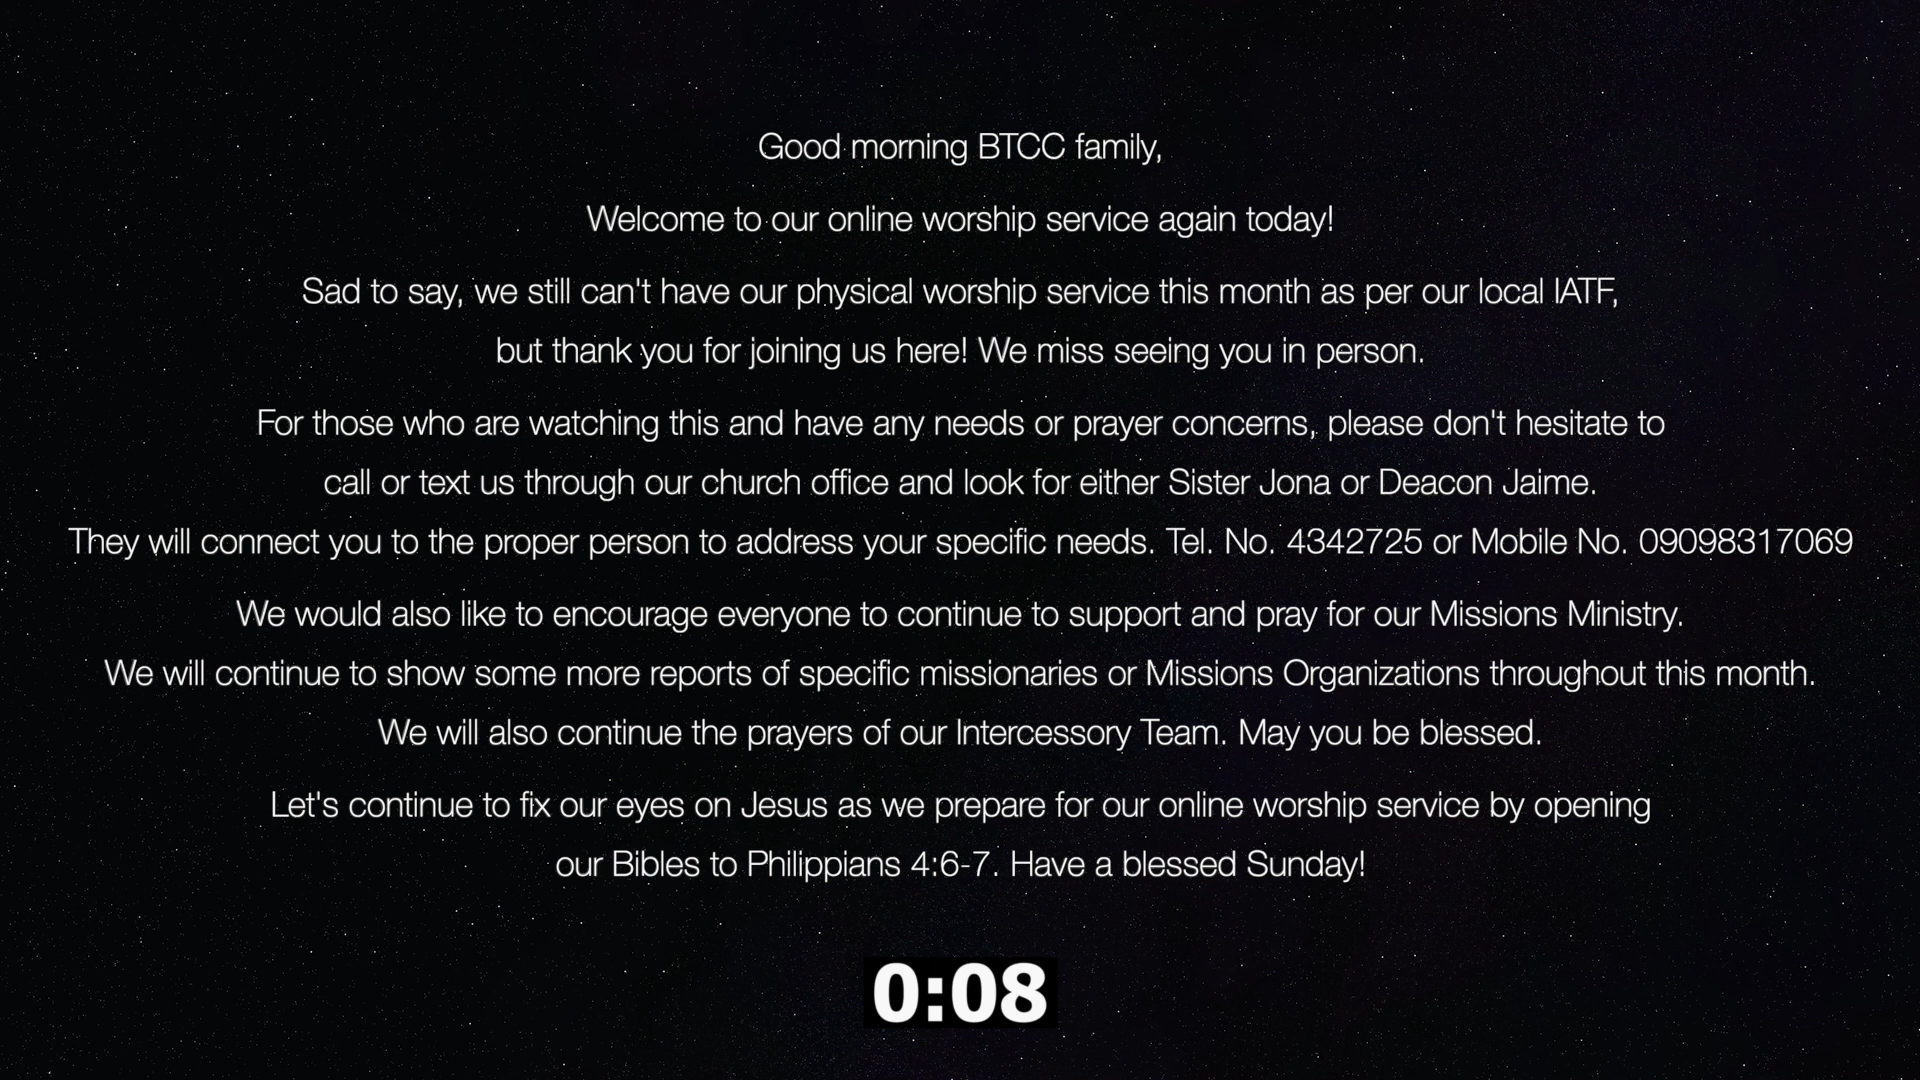 Good morning BTCC family,
Welcome to our online worship service again today!
Sad to say, we still can't have our physical worship service this month as per our local IATF,
but thank you for joining us here! We miss seeing you in person.
For those who are watching this and have any needs or prayer concerns, please don't hesitate to
call or text us through our church office and look for either Sister Jona or Deacon Jaime.
They will connect you to the proper person to address your specific needs. Tel. No. 4342725 or Mobile No. 09098317069
We would also like to encourage everyone to continue to support and pray for our Missions Ministry.
We will continue to show some more reports of specific missionaries or Missions Organizations throughout this month.
We will also continue the prayers of our Intercessory Team. May you be blessed.
Let's continue to fix our eyes on Jesus as we prepare for our online worship service by opening
our Bibles to Philippians 4:6-7. Have a blessed Sunday!
0:08